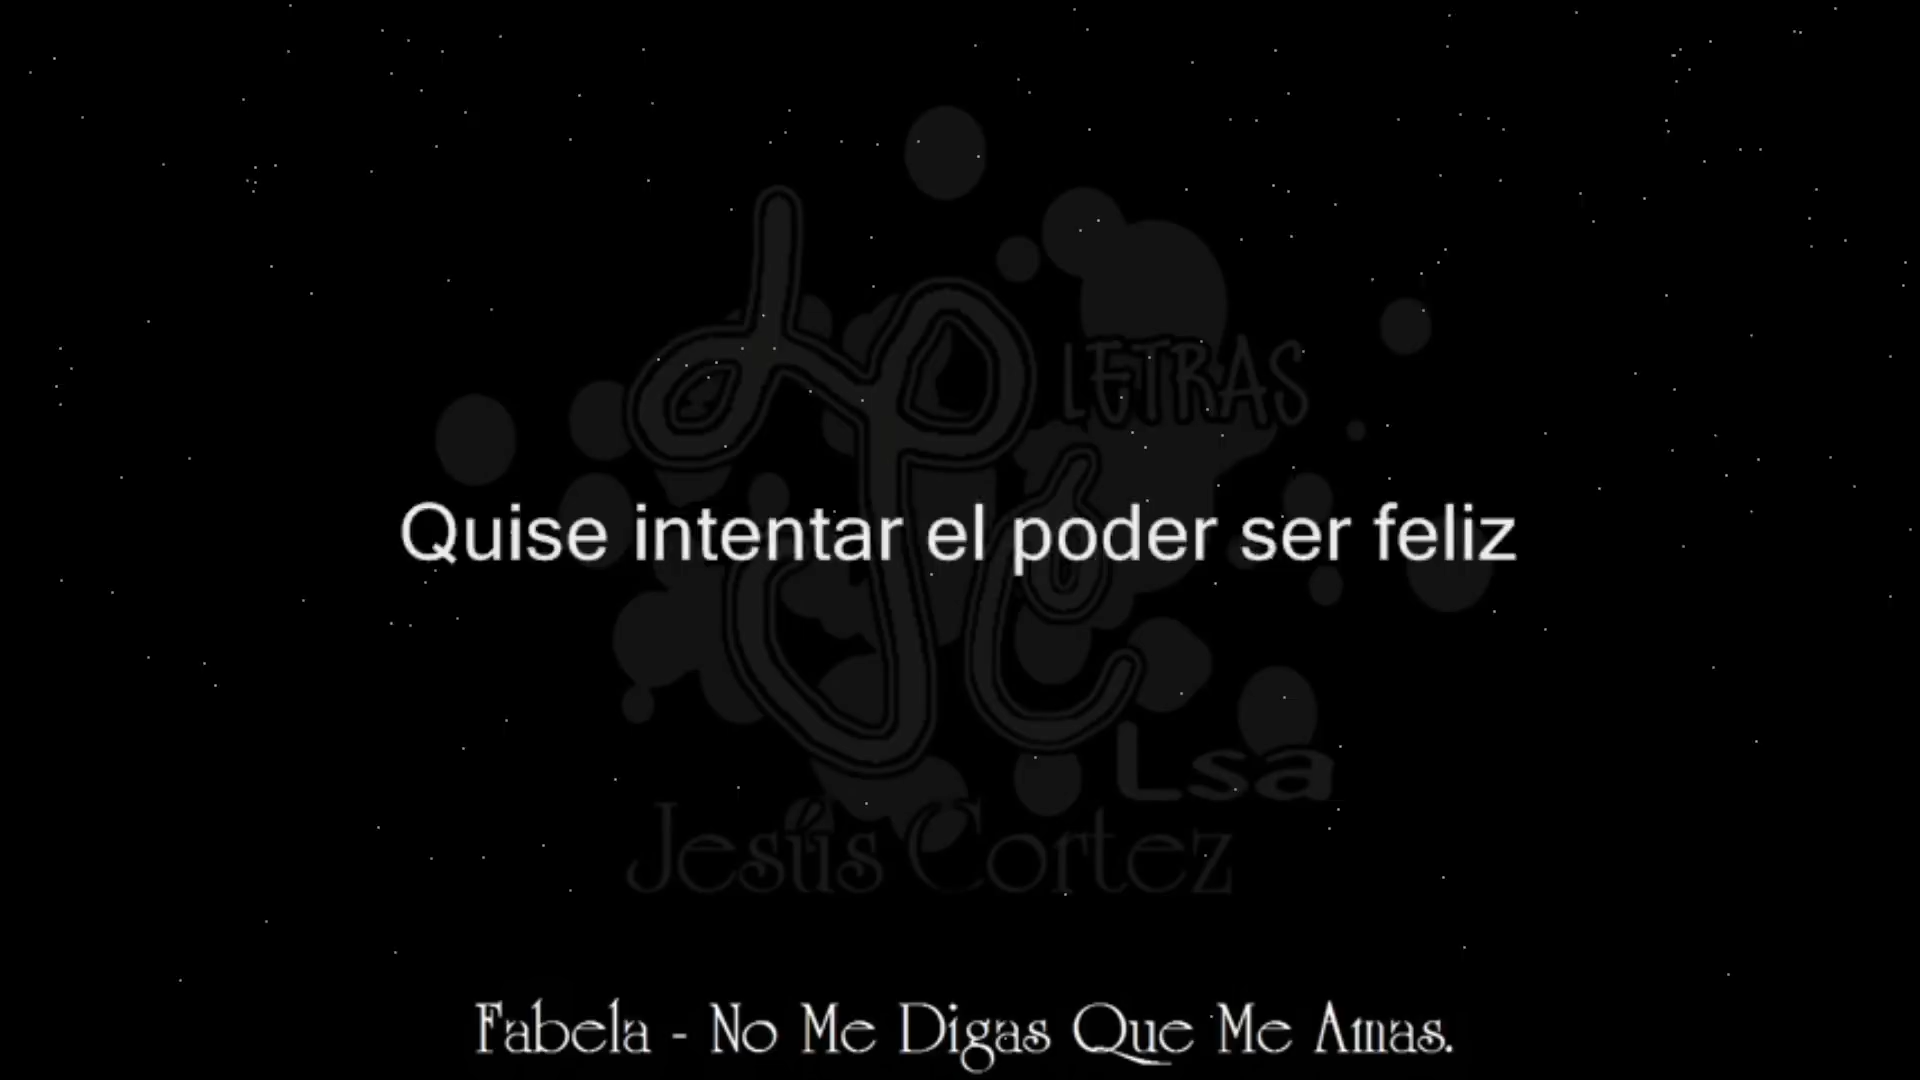 LETRAS
Quise intentar el poder ser feliz
Lsa
Jesús Cortez
Fabela - No Me Digas Que Me Amas.